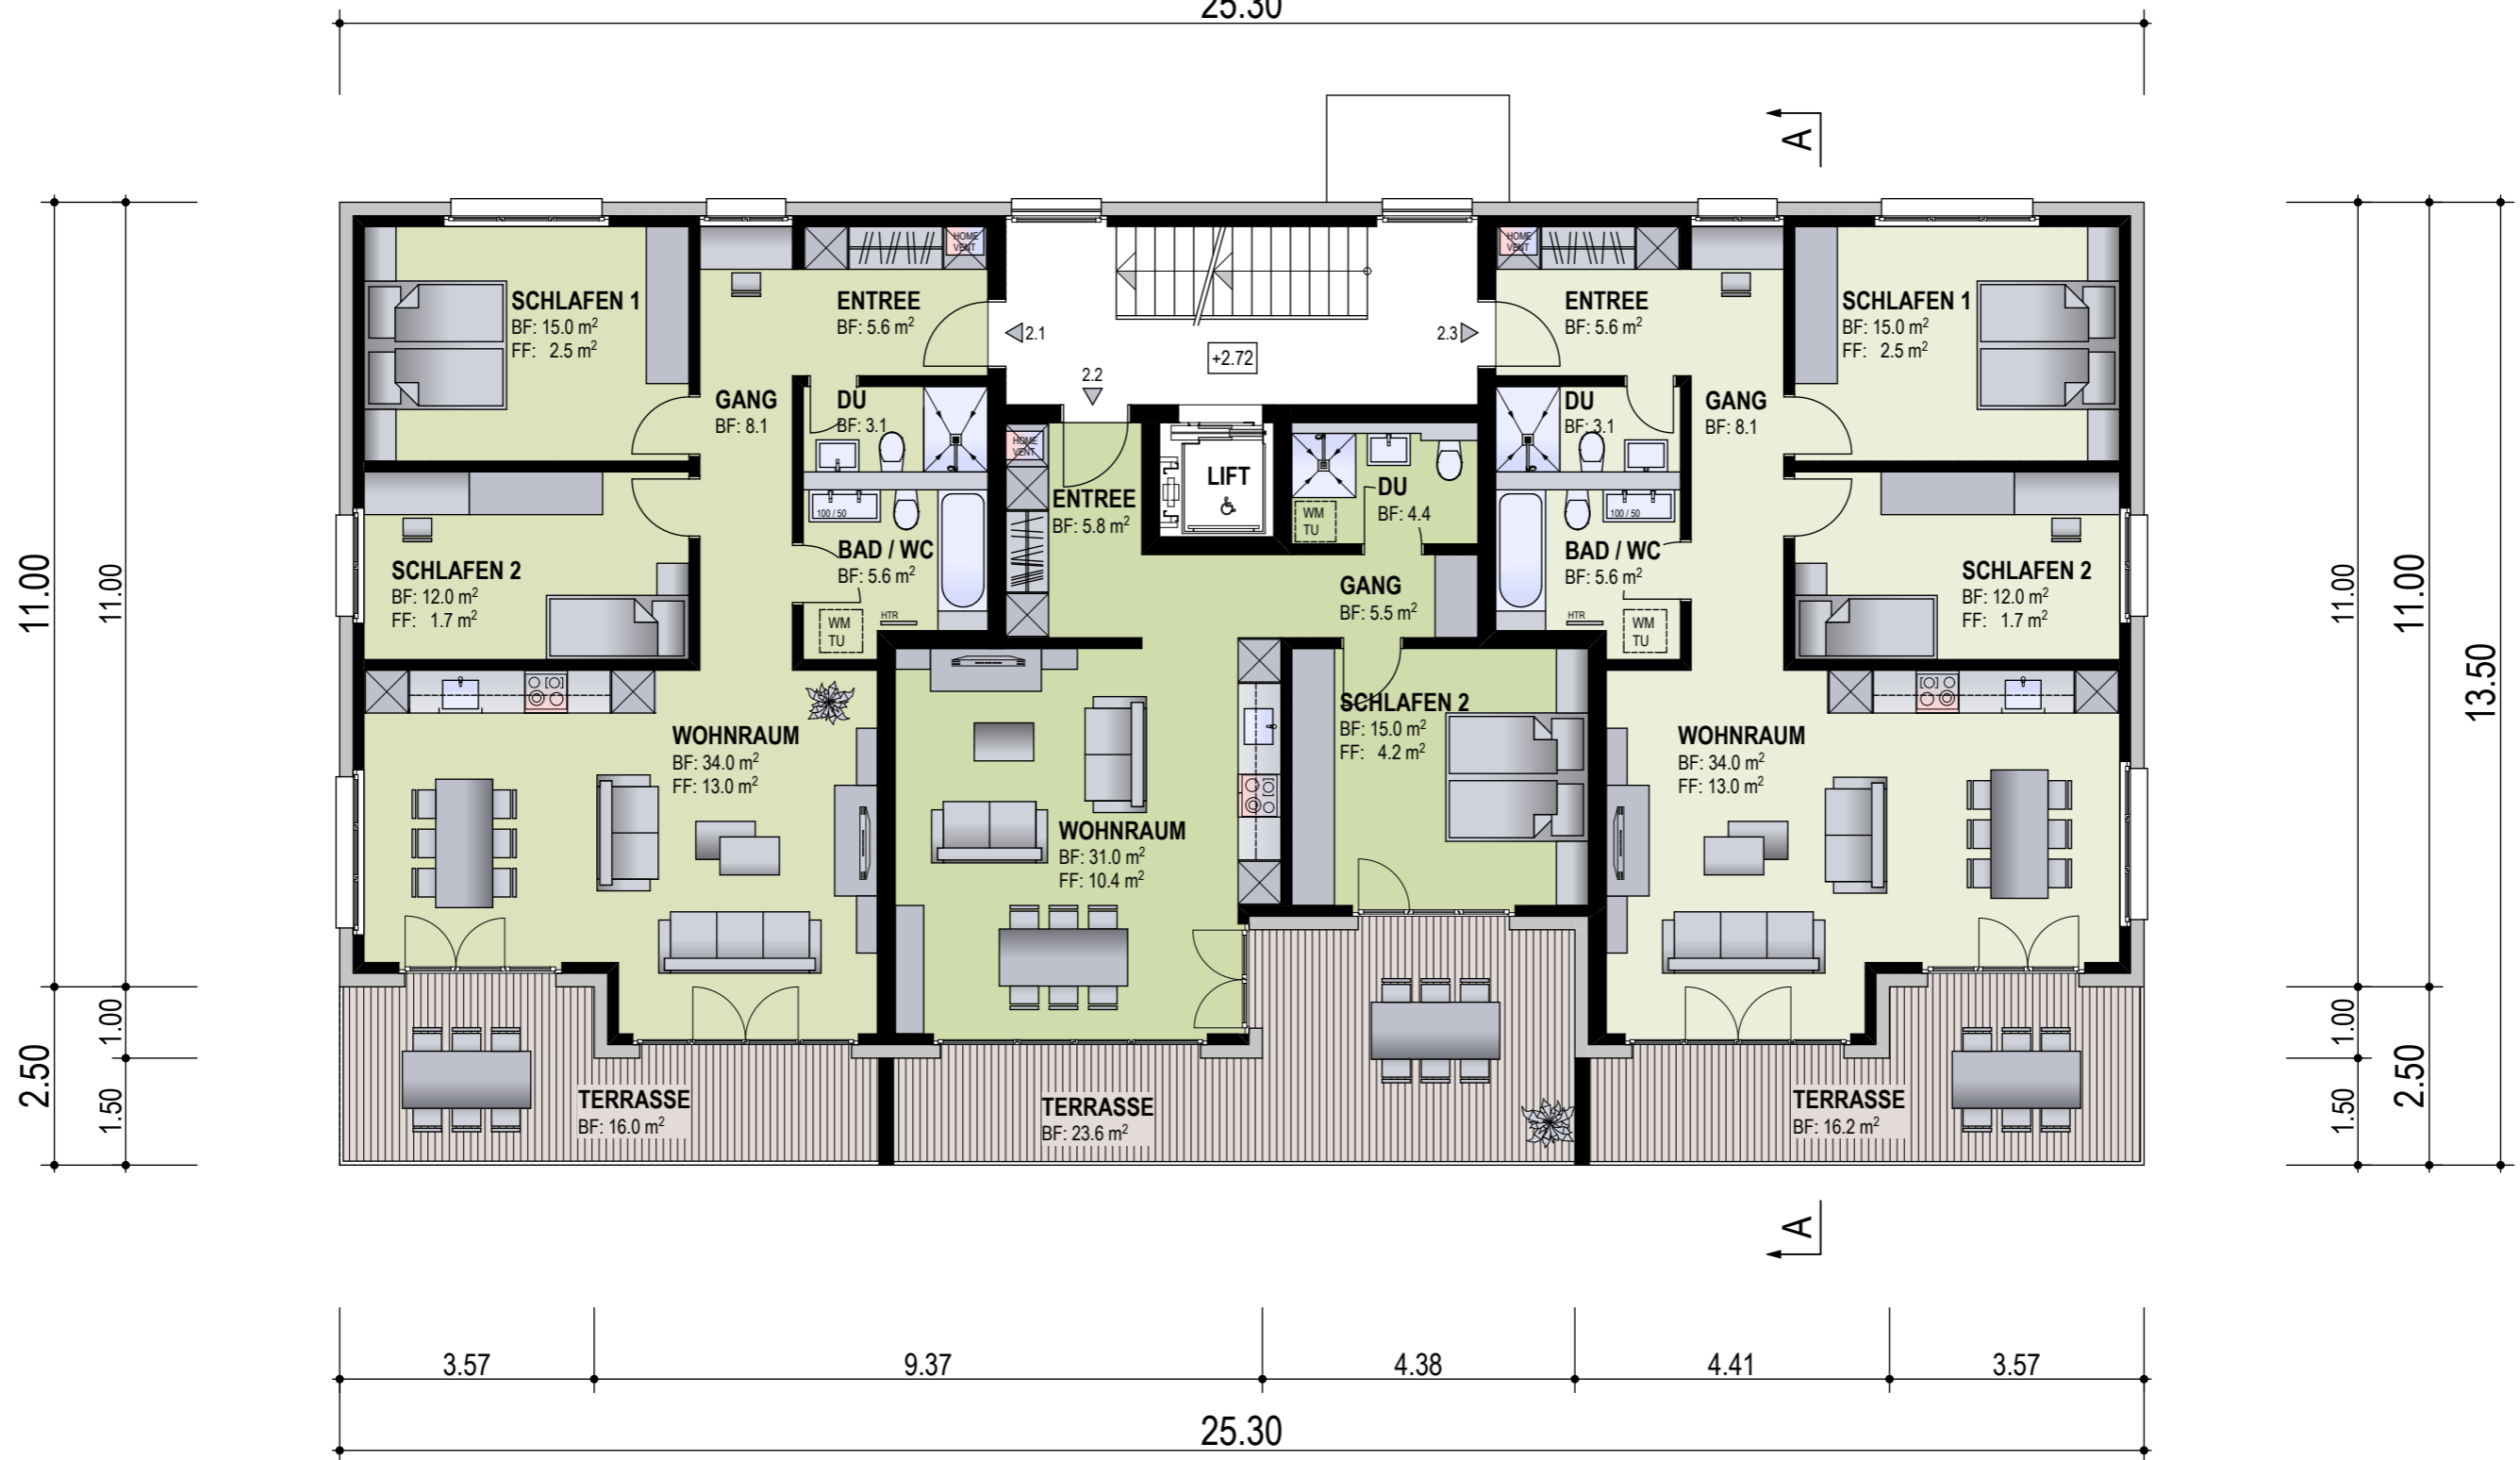 25.30
A
HOME
VENT
HOME
VENT
SCHLAFEN 1
BF: 15.0 m²
FF: 2.5 m²
ENTREE
BF: 5.6 m²
2.1
2.2
+2.72
2.3
ENTREE
BF: 5.6 m²
SCHLAFEN 1
BF: 15.0 m²
FF: 2.5 m²
GANG
BF: 8.1
DU
BF: 3.1
DU
BF: 3.1
GANG
BF: 8.1
HOME
VENT
LIFT
ENTREE
BF: 5.8 m²
DU
BF: 4.4
WM
TU
100 / 50
100 / 50
BAD / WC
BF: 5.6 m²
BAD / WC
BF: 5.6 m²
SCHLAFEN 2
BF: 12.0 m²
FF: 1.7 m²
GANG
BF: 5.5 m²
SCHLAFEN 2
BF: 12.0 m²
FF: 1.7 m²
HTR
WM
TU
HTR
WM
TU
11.00
11.00
11.00
11.00
13.50
SCHLAFEN 2
BF: 15.0 m²
FF: 4.2 m²
WOHNRAUM
BF: 34.0 m²
FF: 13.0 m²
WOHNRAUM
BF: 34.0 m²
FF: 13.0 m²
WOHNRAUM
BF: 31.0 m²
FF: 10.4 m²
2.50
1.00
1.50
1.00
1.50
2.50
TERRASSE
BF: 16.0 m²
TERRASSE
BF: 23.6 m²
TERRASSE
BF: 16.2 m²
A
3.57
9.37
4.38
4.41
3.57
25.30